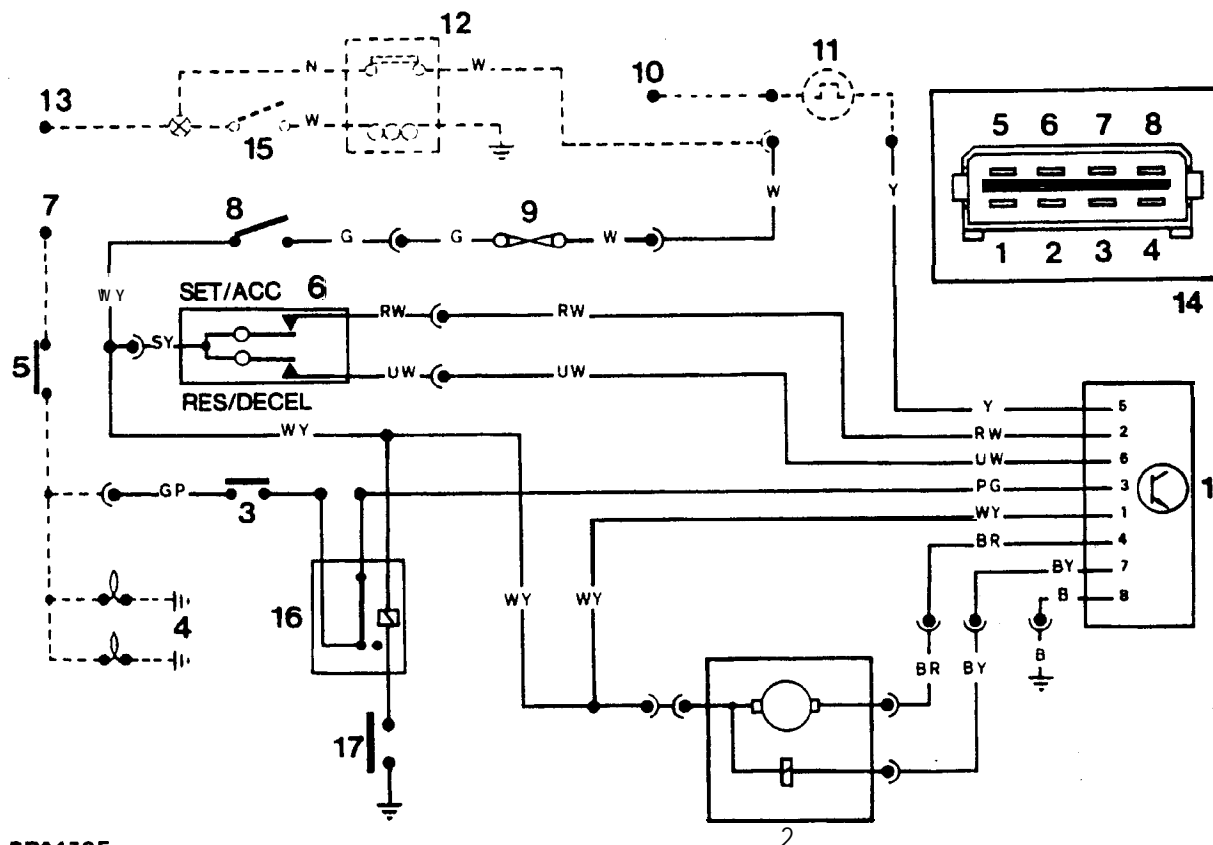 12
11
10
N
W
13
W
15
5 6 7 8
1 2 3 4
14
7
8
9
G
G
W
W
Y
WY
SET/ACC
6
RW
RW
SY
5
UW
UW
RES/DECEL
WY
Y
5
RW
2
UW
6
GP
3
PG
3
1
WY
1
BR
4
BY
7
B
8
16
WY
WY
4
BR
BY
B
17
2